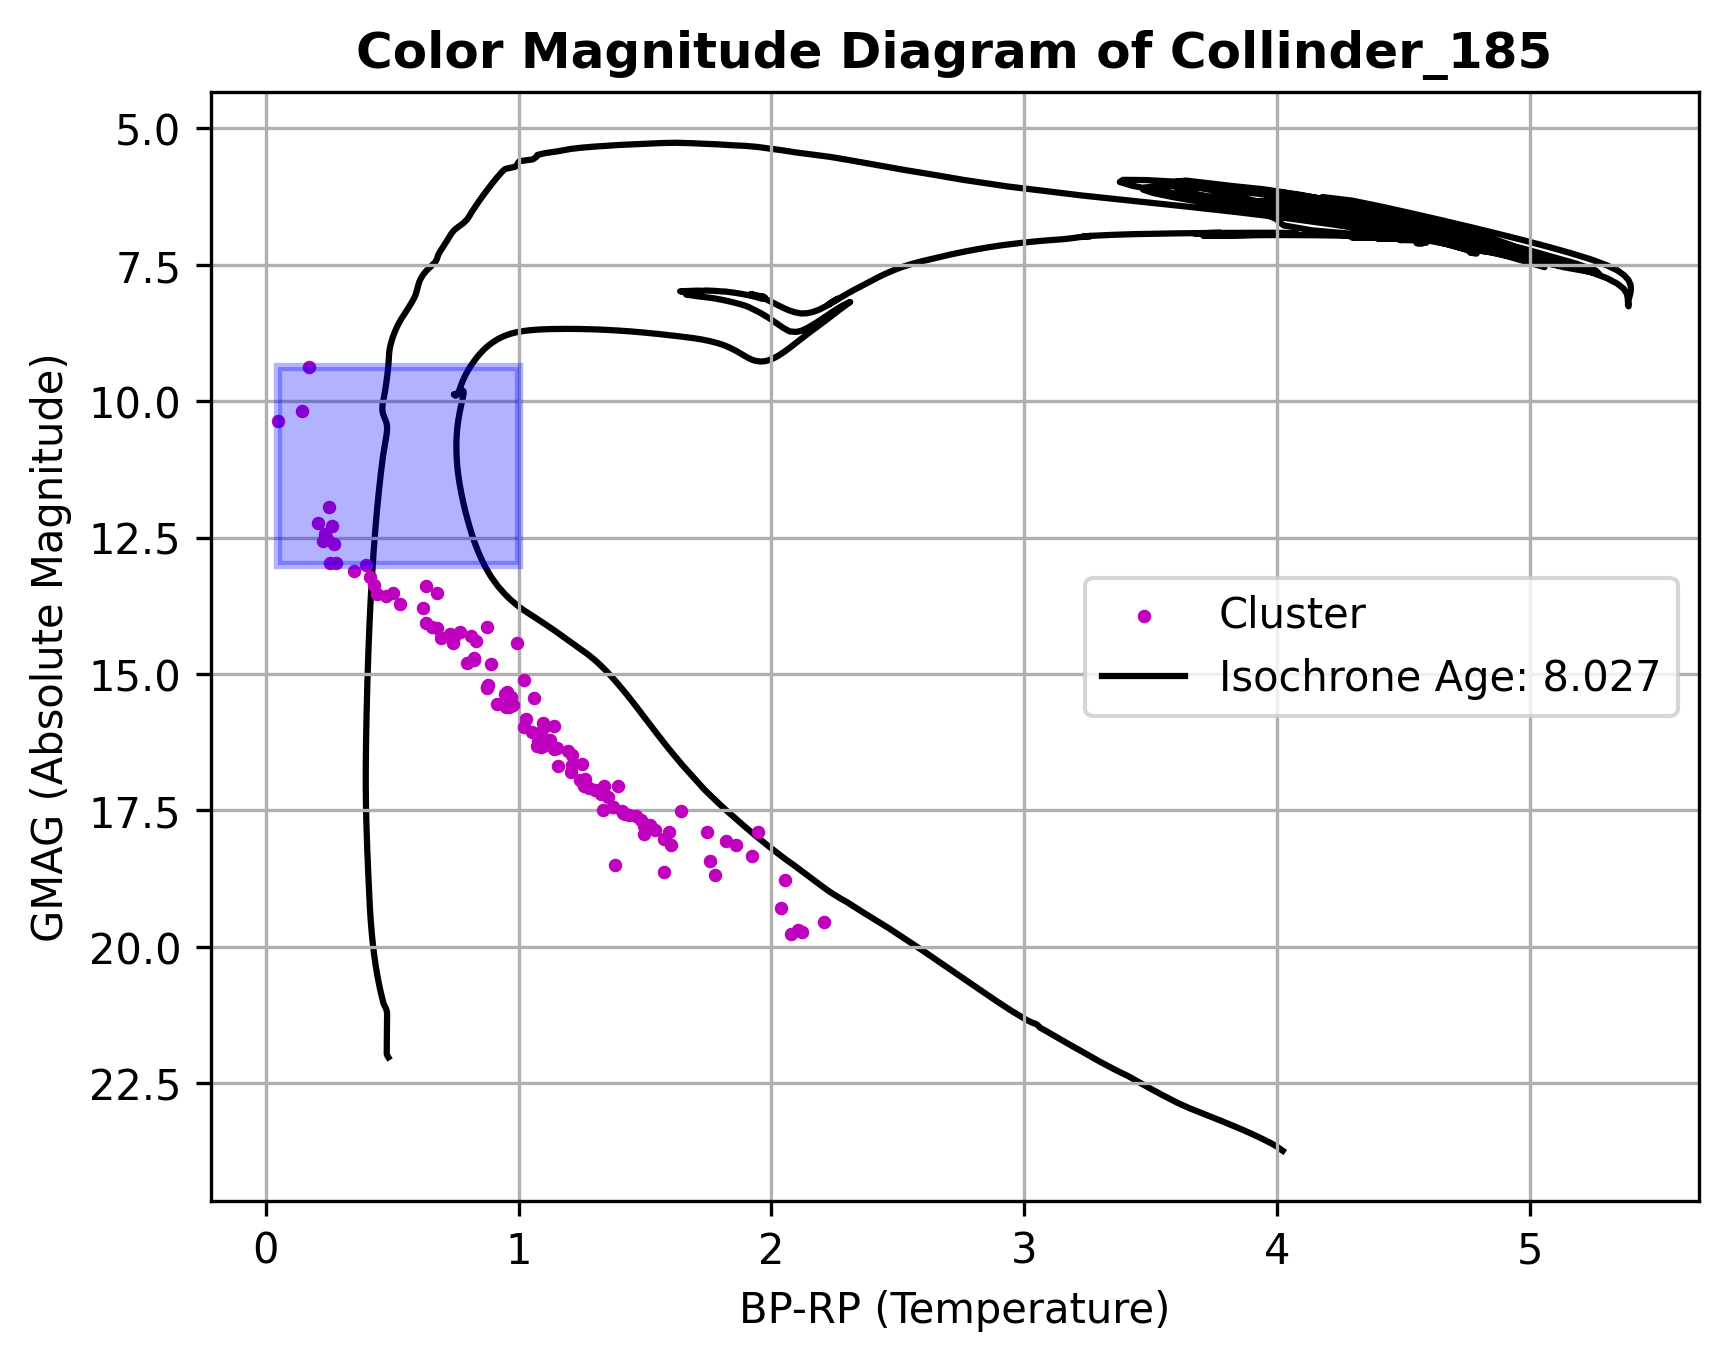 Color Magnitude Diagram of Collinder_185
GMAG (Absolute Magnitude)
5.0
7.5
10.0
12.5
15.0
17.5
20.0
22.5
Cluster
Isochrone Age: 8.027
0 1 2 3 4 5
BP-RP (Temperature)